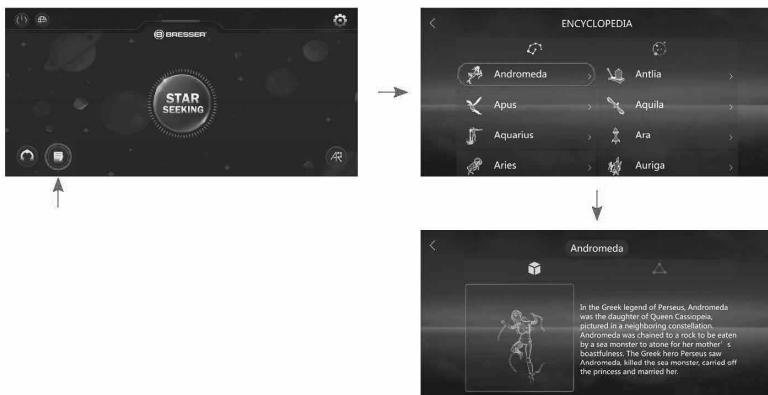 BRESSER
STAR
SEEKING
AR
ENCYCLOPEDIA
Andromeda
Antlia
Apus
Aquila
Aquarius
Ara
Aries
Auriga
Andromeda
In the Greek legend of Perseus, Andromeda
was the daughter of Queen Cassiopeia,
pictured in a neighboring constellation.
Andromeda was chained to a rock to be eaten
by a sea monster to atone for her mother' s
boastfulness. The Greek hero Perseus saw
Andromeda, killed the sea monster, carried off
the princess and married her.